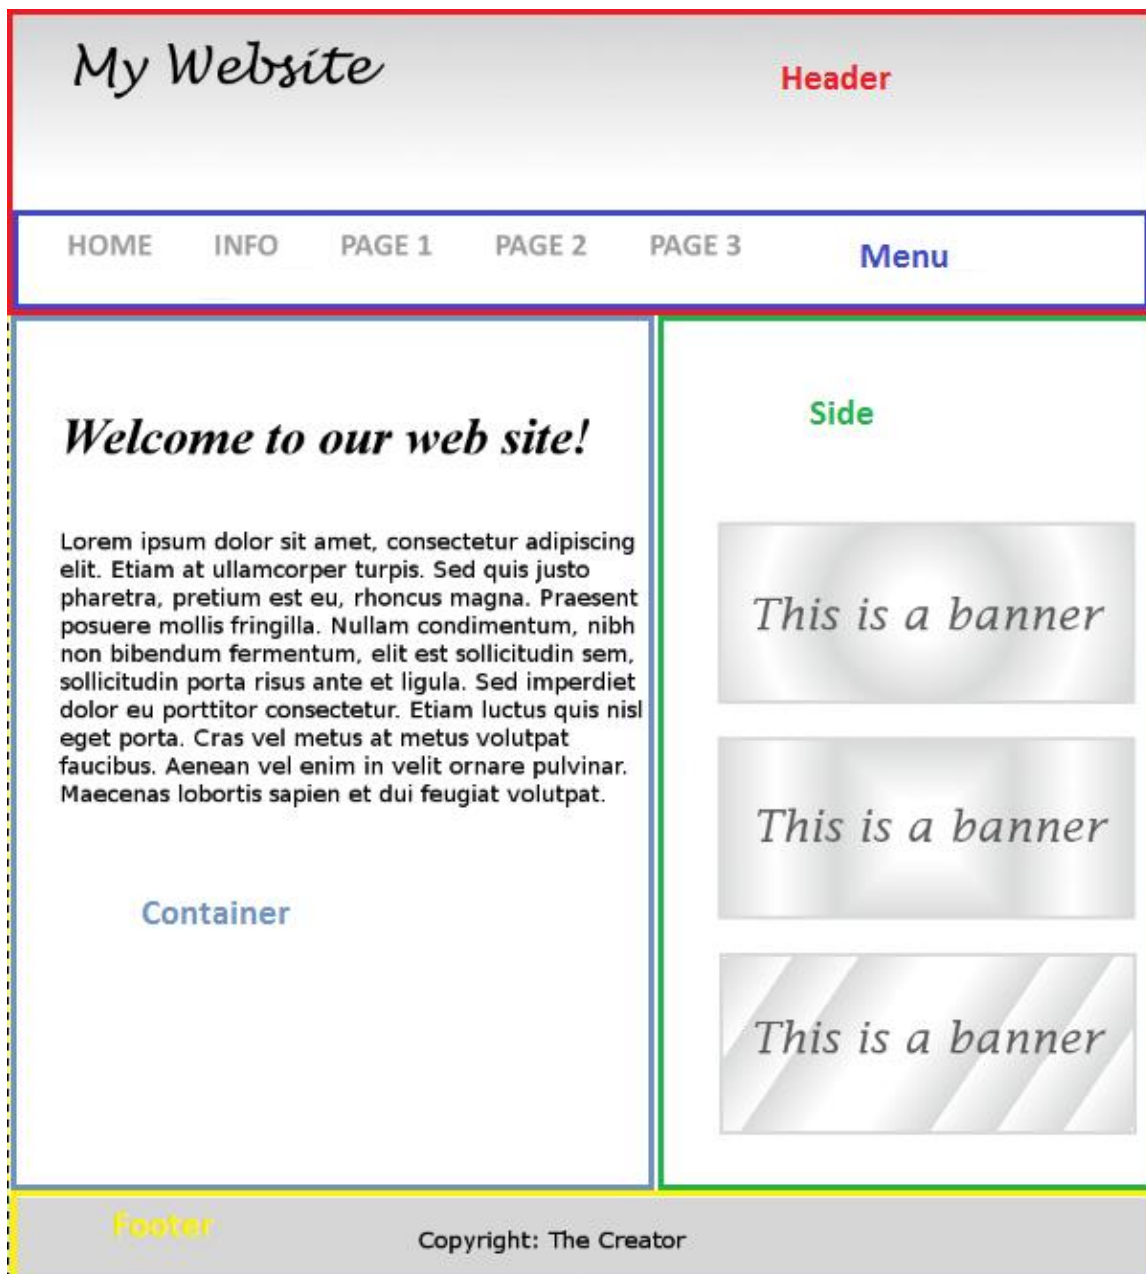 My Website
Header
HOME INFO PAGE 1 PAGE 2 PAGE 3 Menu
Welcome to our web site!
Lorem ipsum dolor sit amet, consectetur adipiscing
elit. Etiam at ullamcorper turpis. Sed quis justo
pharetra, pretium est eu, rhoncus magna. Praesent
posuere mollis fringilla. Nullam condimentum, nibh
non bibendum fermentum, elit est sollicitudin sem,
sollicitudin porta risus ante et ligula. Sed imperdiet
dolor eu porttitor consectetur. Etiam luctus quis nisl
eget porta. Cras vel metus at metus volutpat
faucibus. Aenean vel enim in velit ornare pulvinar.
Maecenas lobortis sapien et dui feugiat volutpat.
Container
Side
This is a banner
This is a banner
This is a banner
Footer
Copyright: The Creator